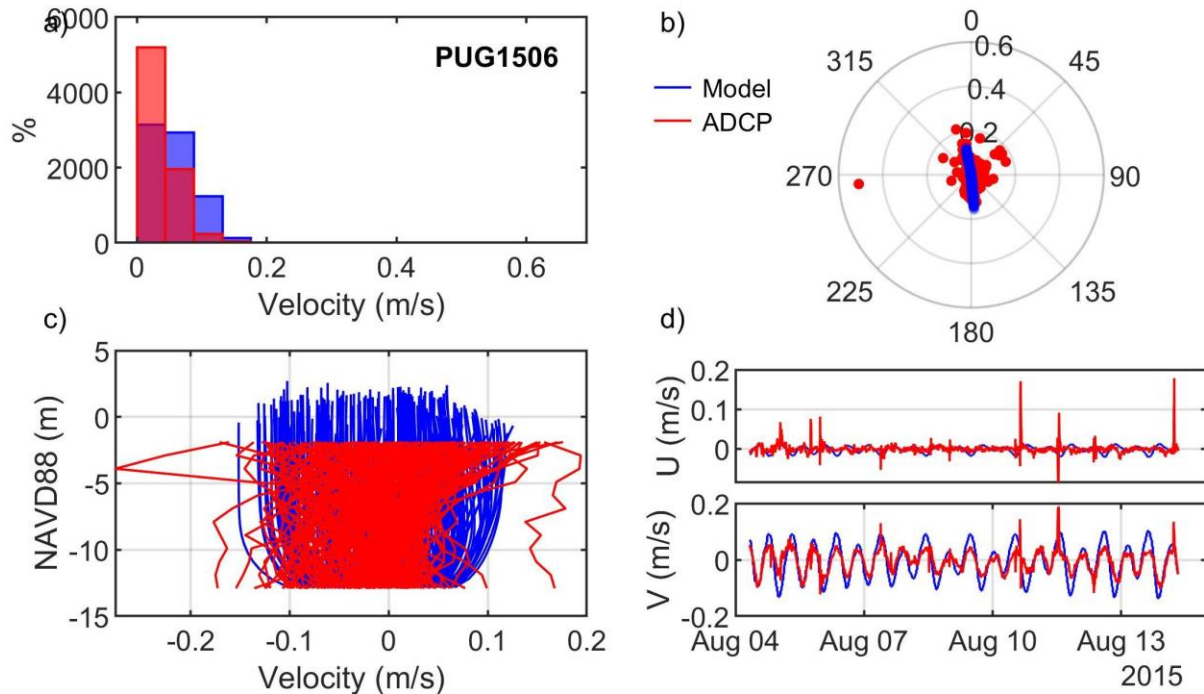 a)
6000
4000
2000
0
%
PUG1506
0
0.2
0.4
0.6
Velocity (m/s)
b)
Model
ADCP
0
45
90
135
180
225
270
315
0.6
0.4
0.2
c)
5
0
-5
-10
-15
NAVD88 (m)
-0.2
-0.1
0
0.1
0.2
Velocity (m/s)
d)
0.2
0.1
0
U (m/s)
0.2
0
-0.2
V (m/s)
Aug 04
Aug 07
Aug 10
Aug 13
2015